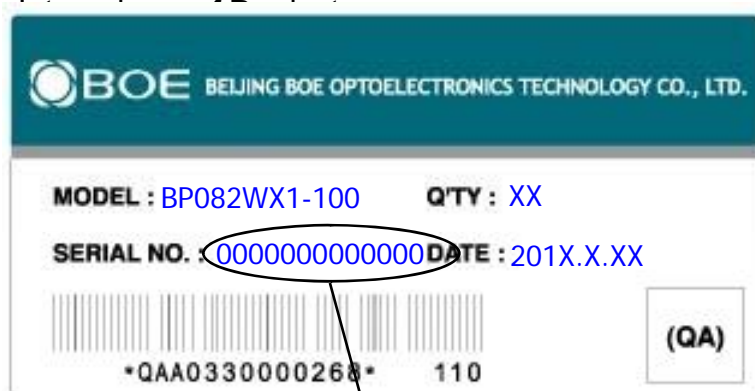 BOE BEIJING BOE OPTOELECTRONICS TECHNOLOGY CO., LTD.
MODEL : BP082WX1-100 Q'TY : XX
SERIAL NO. : 0000000000000 DATE : 201X.X.XX
(QA)
*QAA0330000268* 110